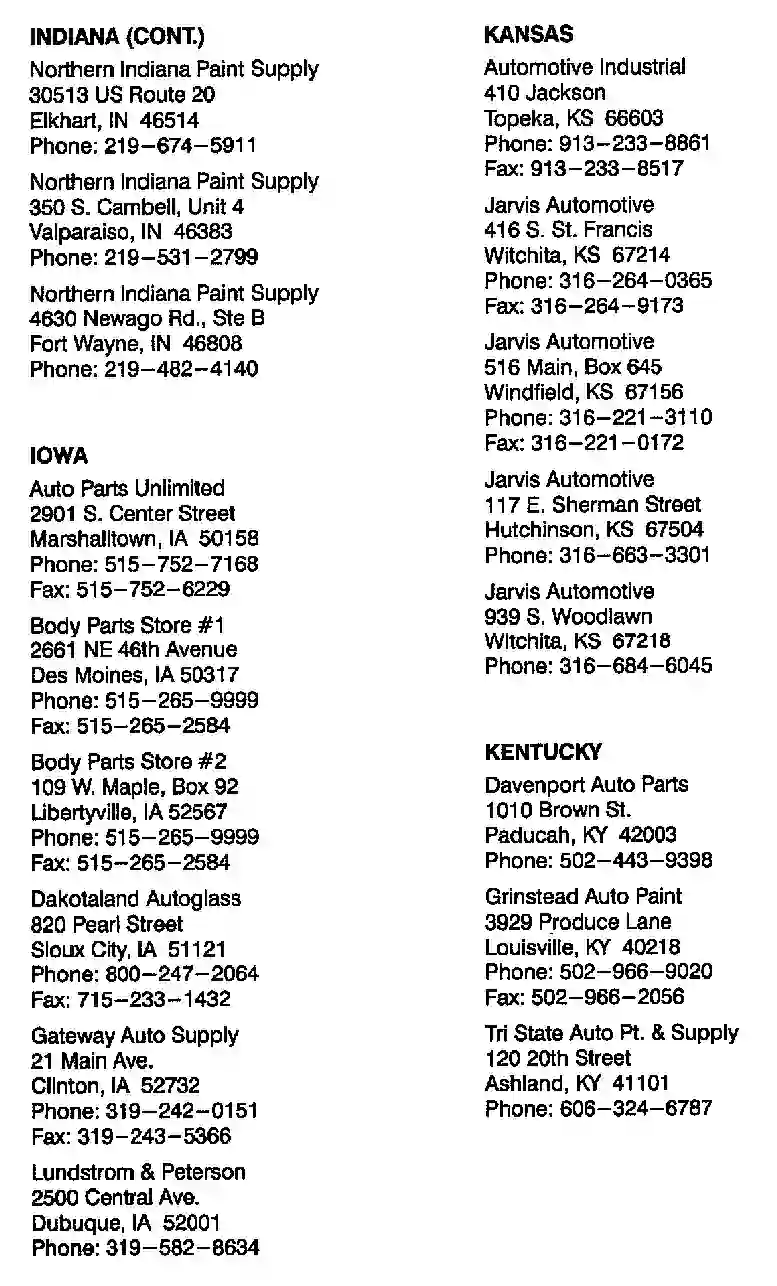 INDIANA (CONT.)
Northern Indiana Paint Supply
30513 US Route 20
Elkhart, IN 46514
Phone: 219-674-5911
Northern Indiana Paint Supply
350 S. Cambell, Unit 4
Valparaiso, IN 46383
Phone: 219-531-2799
Northern Indiana Paint Supply
4630 Newago Rd., Ste B
Fort Wayne, IN 46808
Phone: 219-482-4140
IOWA
Auto Parts Unlimited
2901 S. Center Street
Marshalltown, IA 50158
Phone: 515-752-7168
Fax: 515-752-6229
Body Parts Store #1
2661 NE 46th Avenue
Des Moines, IA 50317
Phone: 515-265-9999
Fax: 515-265-2584
Body Parts Store #2
109 W. Maple, Box 92
Libertyville, IA 52567
Phone: 515-265-9999
Fax: 515-265-2584
Dakotaland Autoglass
820 Pearl Street
Sioux City, IA 51121
Phone: 800-247-2064
Fax: 715-233-1432
Gateway Auto Supply
21 Main Ave.
Clinton, IA 52732
Phone: 319-242-0151
Fax: 319-243-5366
Lundstrom & Peterson
2500 Central Ave.
Dubuque, IA 52001
Phone: 319-582-8634
KANSAS
Automotive Industrial
410 Jackson
Topeka, KS 66603
Phone: 913-233-8861
Fax: 913-233-8517
Jarvis Automotive
416 S. St. Francis
Witchita, KS 67214
Phone: 316-264-0365
Fax: 316-264-9173
Jarvis Automotive
516 Main, Box 645
Windfield, KS 67156
Phone: 316-221-3110
Fax: 316-221-0172
Jarvis Automotive
117 E. Sherman Street
Hutchinson, KS 67504
Phone: 316-663-3301
Jarvis Automotive
939 S. Woodlawn
Witchita, KS 67218
Phone: 316-684-6045
KENTUCKY
Davenport Auto Parts
1010 Brown St.
Paducah, KY 42003
Phone: 502-443-9398
Grinstead Auto Paint
3929 Produce Lane
Louisville, KY 40218
Phone: 502-966-9020
Fax: 502-966-2056
Tri State Auto Pt. & Supply
120 20th Street
Ashland, KY 41101
Phone: 606-324-6787